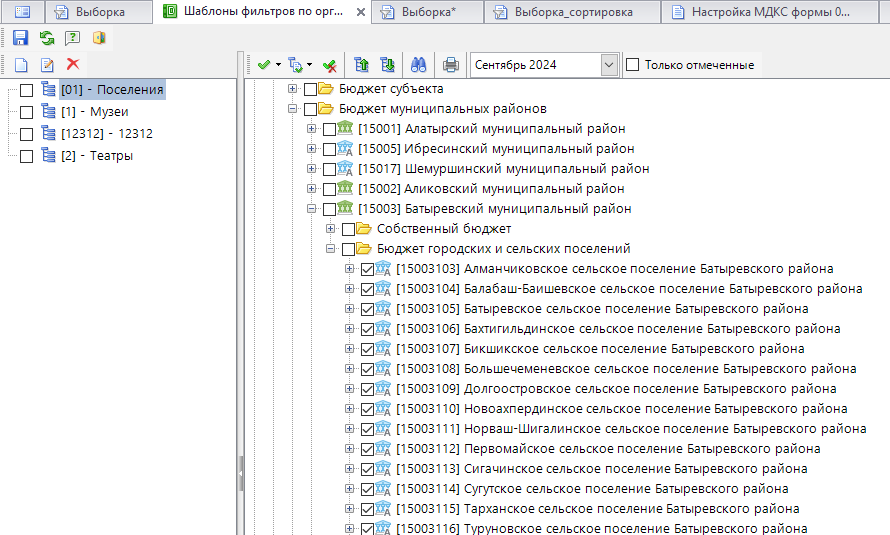 Выборка
Шаблоны фильтров по орг...
Выборка*
Выборка_сортировка
Настройка МДКС формы 0...
Сентябрь 2024
Только отмеченные
[01] - Поселения
[1] - Музеи
[12312] - 12312
[2] - Театры
Бюджет субъекта
Бюджет муниципальных районов
[15001] Алатырский муниципальный район
[15005] Ибресинский муниципальный район
[15017] Шемуршинский муниципальный район
[15002] Аликовский муниципальный район
[15003] Батыревский муниципальный район
Собственный бюджет
Бюджет городских и сельских поселений
[15003103] Алманчиковское сельское поселение Батыревского района
[15003104] Балабаш-Баишевское сельское поселение Батыревского района
[15003105] Батыревское сельское поселение Батыревского района
[15003106] Бахтигильдинское сельское поселение Батыревского района
[15003107] Бикшикское сельское поселение Батыревского района
[15003108] Большечеменевское сельское поселение Батыревского района
[15003109] Долгоостровское сельское поселение Батыревского района
[15003110] Новоахпердинское сельское поселение Батыревского района
[15003111] Норваш-Шигалинское сельское поселение Батыревского района
[15003112] Первомайское сельское поселение Батыревского района
[15003113] Сигачинское сельское поселение Батыревского района
[15003114] Сугутское сельское поселение Батыревского района
[15003115] Тарханское сельское поселение Батыревского района
[15003116] Туруновское сельское поселение Батыревского района